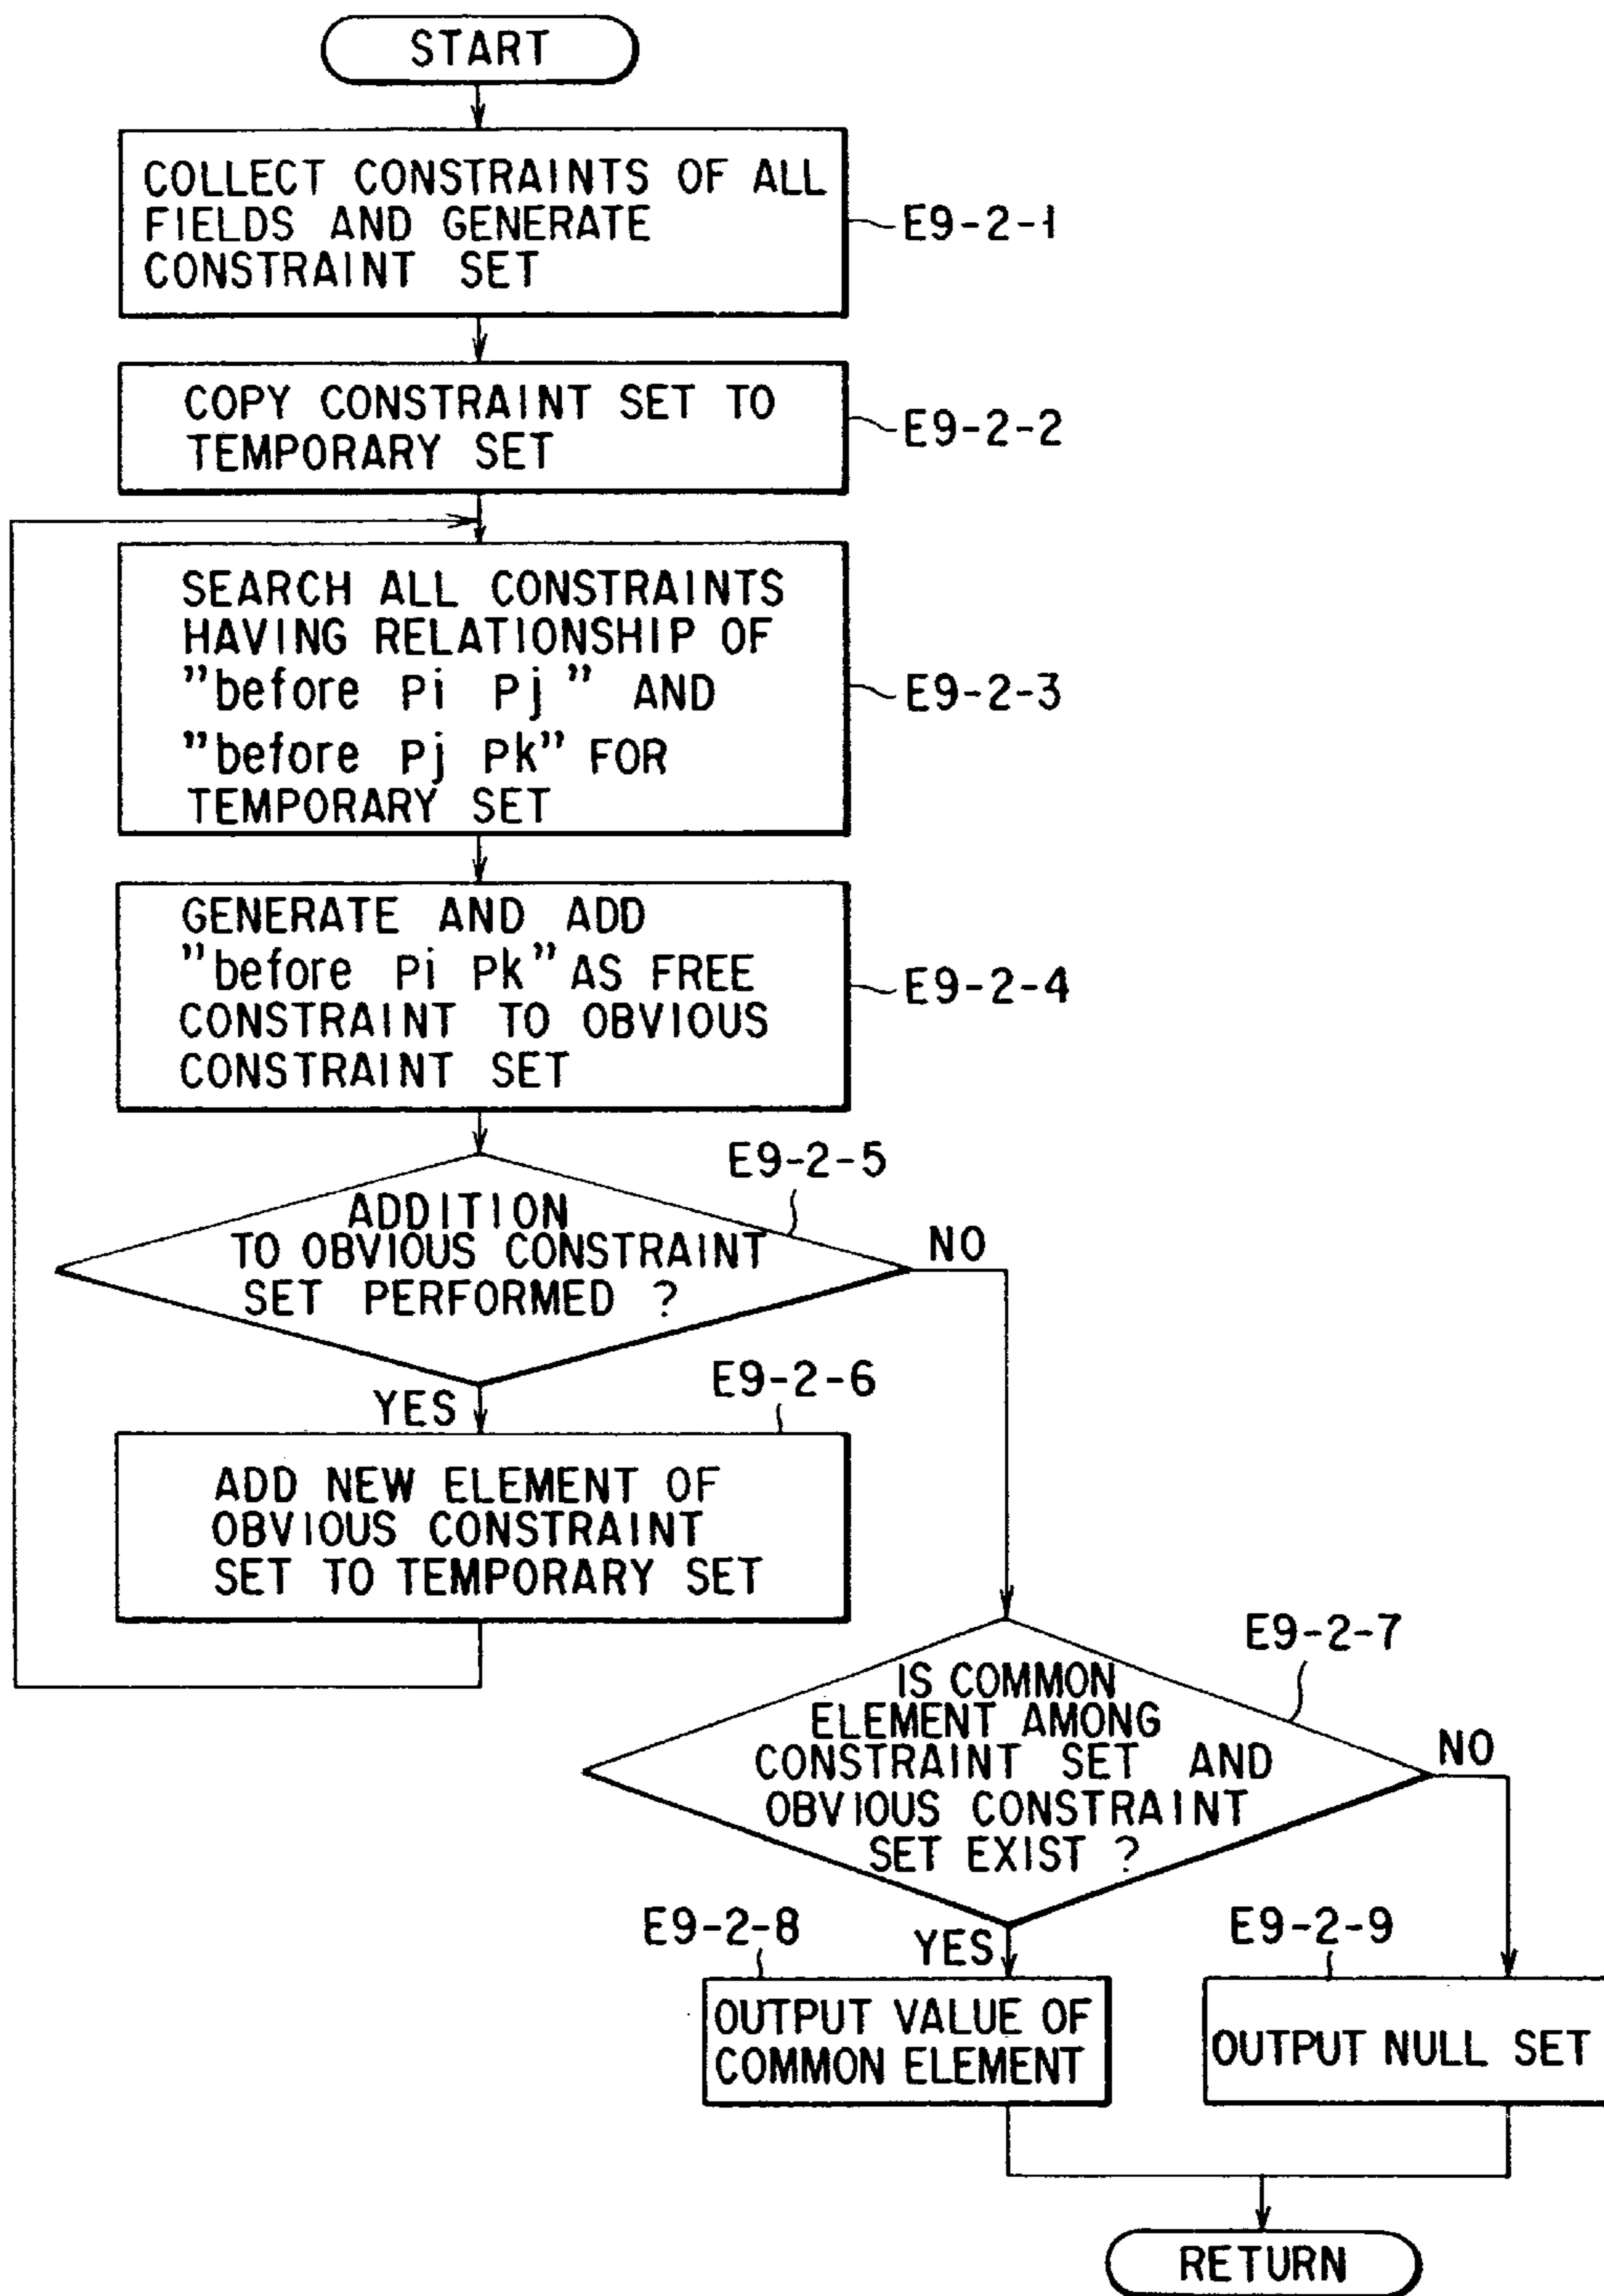 START
COLLECT CONSTRAINTS OF ALL
FIELDS AND GENERATE
CONSTRAINT SET
E9-2-1
COPY CONSTRAINT SET TO
TEMPORARY SET
E9-2-2
SEARCH ALL CONSTRAINTS
HAVING RELATIONSHIP OF
"before Pi Pj" AND
"before Pj Pk" FOR
TEMPORARY SET
E9-2-3
GENERATE AND ADD
"before Pi Pk" AS FREE
CONSTRAINT TO OBVIOUS
CONSTRAINT SET
E9-2-4
E9-2-5
ADDITION
TO OBVIOUS CONSTRAINT
SET PERFORMED ?
NO
YES
E9-2-6
ADD NEW ELEMENT OF
OBVIOUS CONSTRAINT
SET TO TEMPORARY SET
E9-2-7
IS COMMON
ELEMENT AMONG
CONSTRAINT SET AND
OBVIOUS CONSTRAINT
SET EXIST ?
NO
YES
E9-2-8
OUTPUT VALUE OF
COMMON ELEMENT
E9-2-9
OUTPUT NULL SET
RETURN